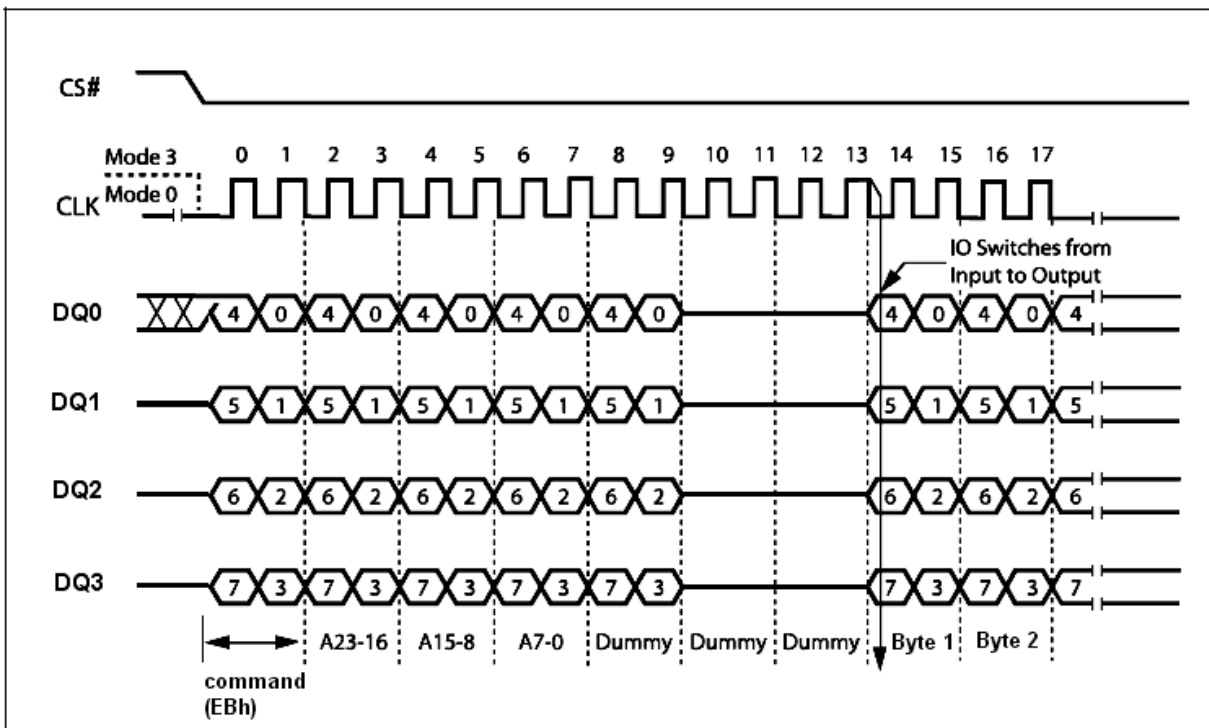 CS#
Mode 3
0 1 2 3 4 5 6 7 8 9 10 11 12 13 14 15 16 17
CLK Mode 0
IO Switches from
Input to Output
DQ0 4 0 4 0 4 0 4 0 4 0 4 0 4 0 4
DQ1 5 1 5 1 5 1 5 1 5 1 5 1 5 1 5
DQ2 6 2 6 2 6 2 6 2 6 2 6 2 6 2 6
DQ3 7 3 7 3 7 3 7 3 7 3 7 3 7 3 7
A23-16 A15-8 A7-0 Dummy Dummy Dummy Byte 1 Byte 2
command
(EBh)